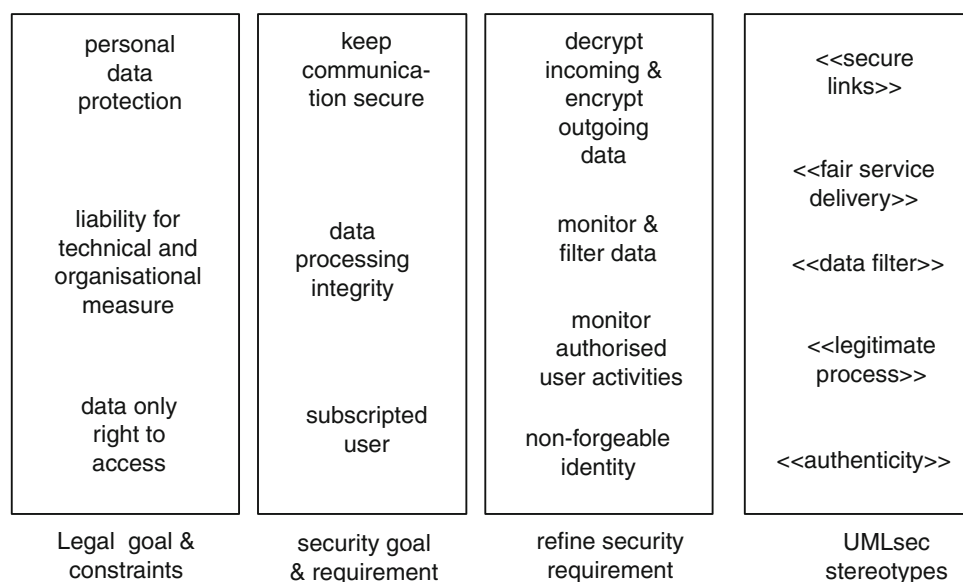 personal
data
protection
liability for
technical and
organisational
measure
data only
right to
access
Legal goal &
constraints
keep
communica-
tion secure
data
processing
integrity
subscripted
user
security goal
& requirement
decrypt
incoming &
encrypt
outgoing
data
monitor &
filter data
monitor
authorised
user activities
non-forgeable
identity
refine security
requirement
<<secure
links>>
<<fair service
delivery>>
<<data filter>>
<<legitimate
process>>
<<authenticity>>
UMLsec
stereotypes